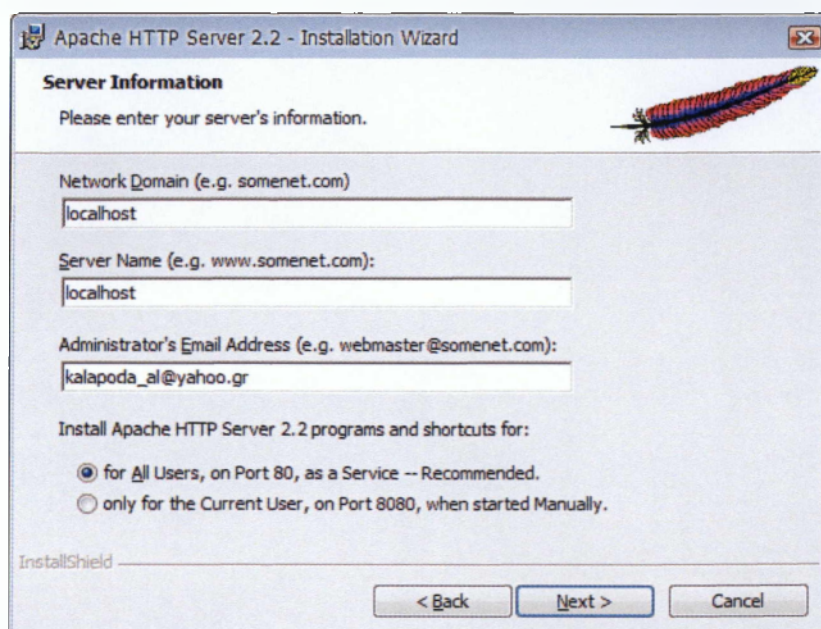 Apache HTTP Server 2.2 - Installation Wizard
Server Information
Please enter your server's information.
Network Domain (e.g. somenet.com)
localhost
Server Name (e.g. www.somenet.com):
localhost
Administrator's Email Address (e.g. webmaster@somenet.com):
kalapoda_al@yahoo.gr
Install Apache HTTP Server 2.2 programs and shortcuts for:
for All Users, on Port 80, as a Service -- Recommended.
only for the Current User, on Port 8080, when started Manually.
InstallShield
< Back
Next >
Cancel